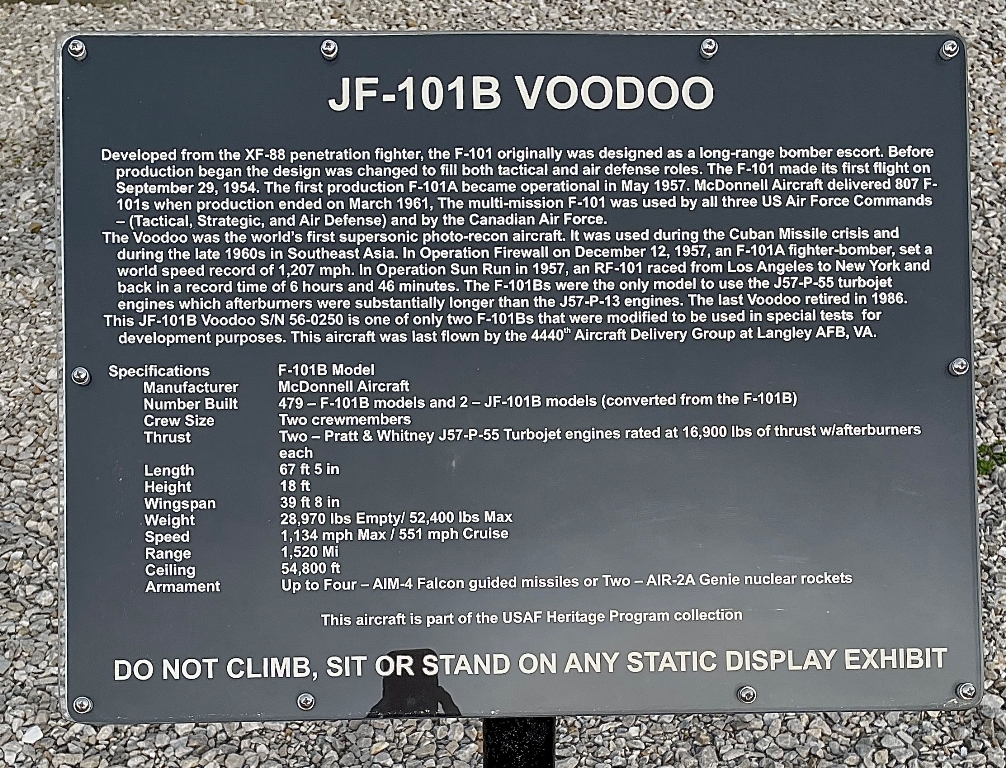 JF-101B VOODOO
Developed from the XF-88 penetration fighter, the F-101 originally was designed as a long-range bomber escort. Before
production began the design was changed to fill both tactical and air defense roles. The F-101 made its first flight on
September 29, 1954. The first production F-101A became operational in May 1957. McDonnell Aircraft delivered 807 F-
101s when production ended on March 1961, The multi-mission F-101 was used by all three US Air Force Commands
– (Tactical, Strategic, and Air Defense) and by the Canadian Air Force.
The Voodoo was the world's first supersonic photo-recon aircraft. It was used during the Cuban Missile crisis and
during the late 1960s in Southeast Asia. In Operation Firewall on December 12, 1957, an F-101A fighter-bomber, set a
world speed record of 1,207 mph. In Operation Sun Run in 1957, an RF-101 raced from Los Angeles to New York and
back in a record time of 6 hours and 46 minutes. The F-101Bs were the only model to use the J57-P-55 turbojet
engines which afterburners were substantially longer than the J57-P-13 engines. The last Voodoo retired in 1986.
This JF-101B Voodoo S/N 56-0250 is one of only two F-101Bs that were modified to be used in special tests for
development purposes. This aircraft was last flown by the 4440th Aircraft Delivery Group at Langley AFB, VA.
Specifications F-101B Model
Manufacturer McDonnell Aircraft
Number Built 479 – F-101B models and 2 – JF-101B models (converted from the F-101B)
Crew Size Two crewmembers
Thrust Two – Pratt & Whitney J57-P-55 Turbojet engines rated at 16,900 lbs of thrust w/afterburners
each
Length 67 ft 5 in
Height 18 ft
Wingspan 39 ft 8 in
Weight 28,970 lbs Empty/ 52,400 lbs Max
Speed 1,134 mph Max / 551 mph Cruise
Range 1,520 Mi
Ceiling 54,800 ft
Armament Up to Four – AIM-4 Falcon guided missiles or Two – AIR-2A Genie nuclear rockets
This aircraft is part of the USAF Heritage Program collection
DO NOT CLIMB, SIT OR STAND ON ANY STATIC DISPLAY EXHIBIT